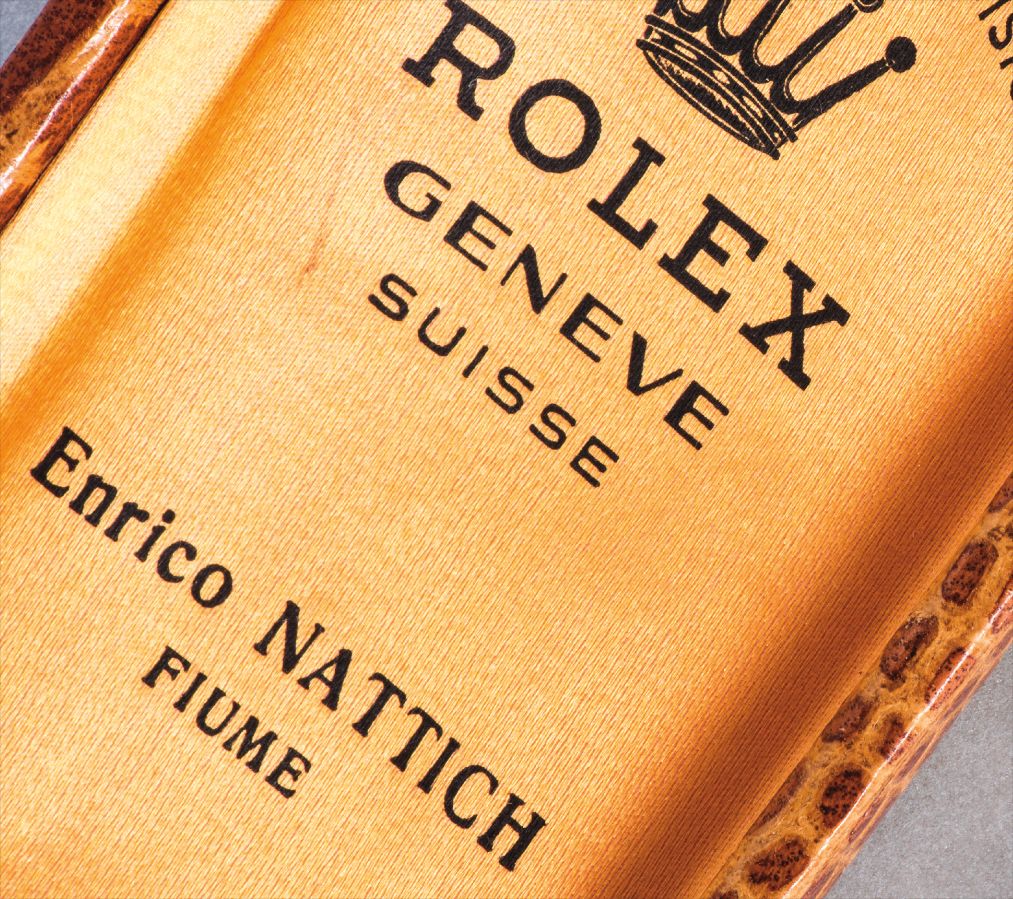 ROLEX
GENEVE
SUISSE
Enrico NATTICH
FIUME